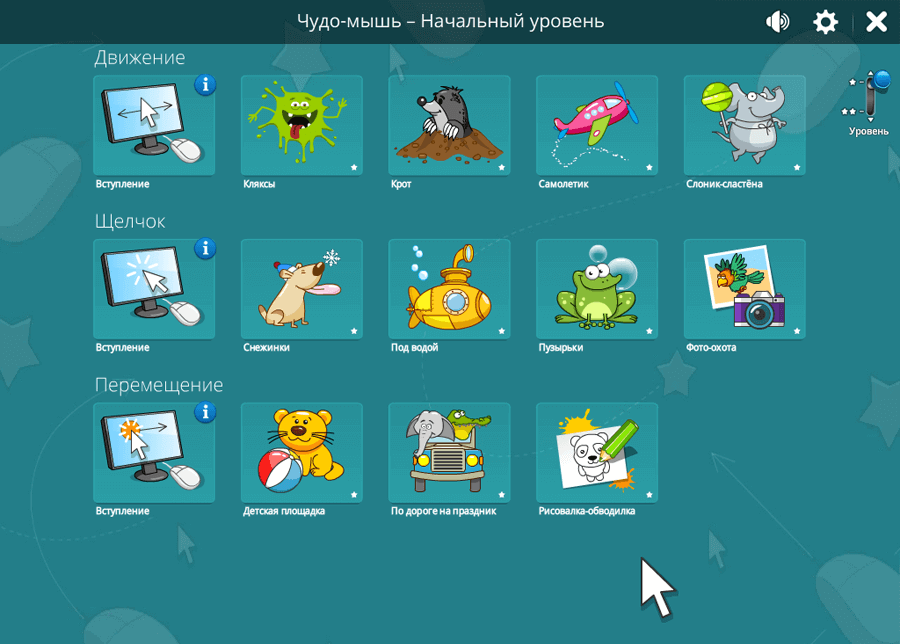 Чудо-мышь – Начальный уровень
Движение
Уровень
Вступление
Кляксы
Крот
Самолетик
Слоник-сластёна
Щелчок
Вступление
Снежинки
Под водой
Пузырьки
Фото-охота
Перемещение
Вступление
Детская площадка
По дороге на праздник
Рисовалка-обводилка